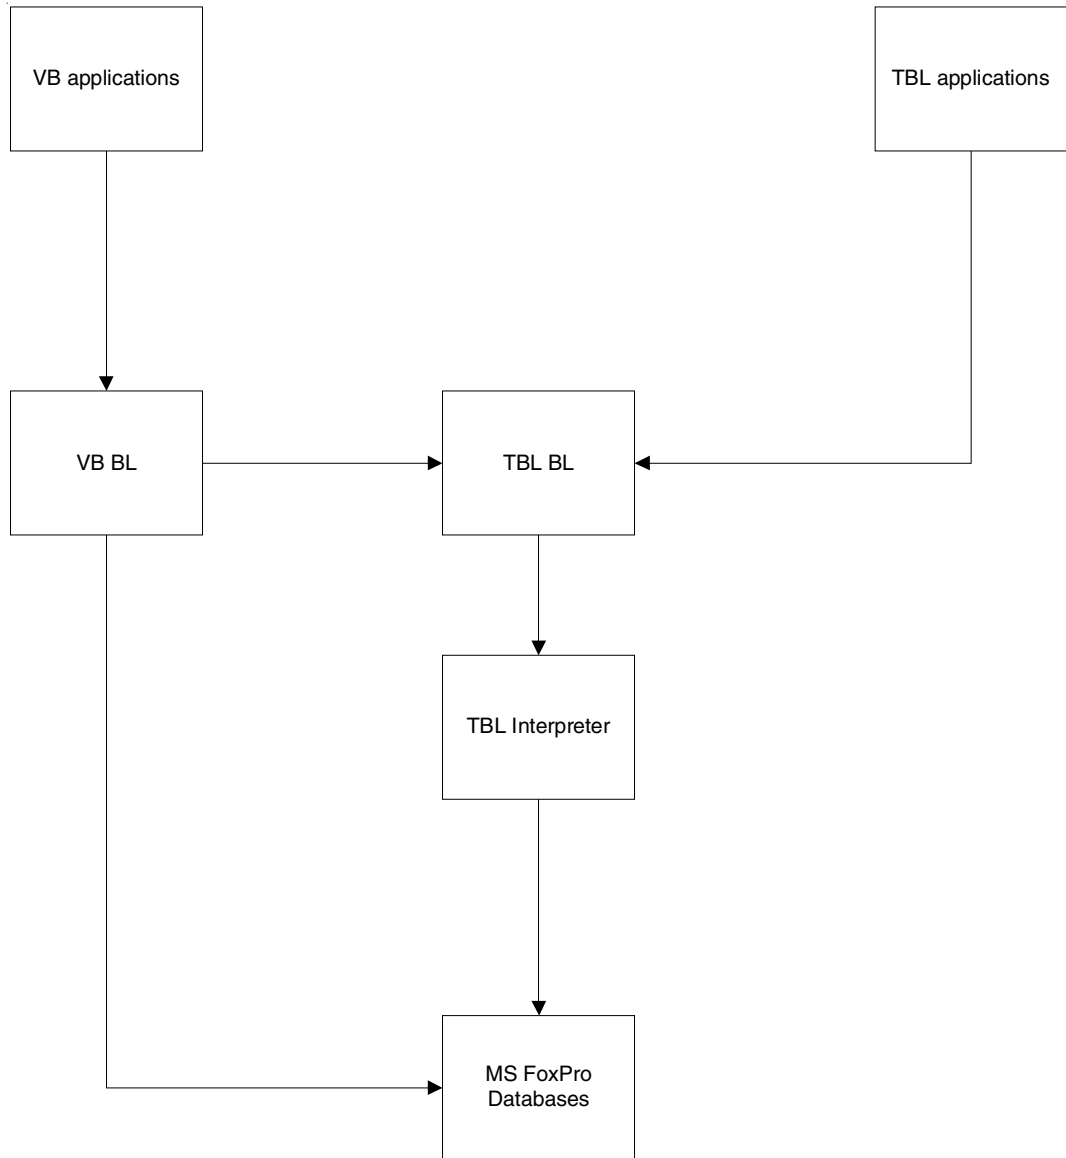 VB applications
TBL applications
VB BL
TBL BL
TBL Interpreter
MS FoxPro
Databases